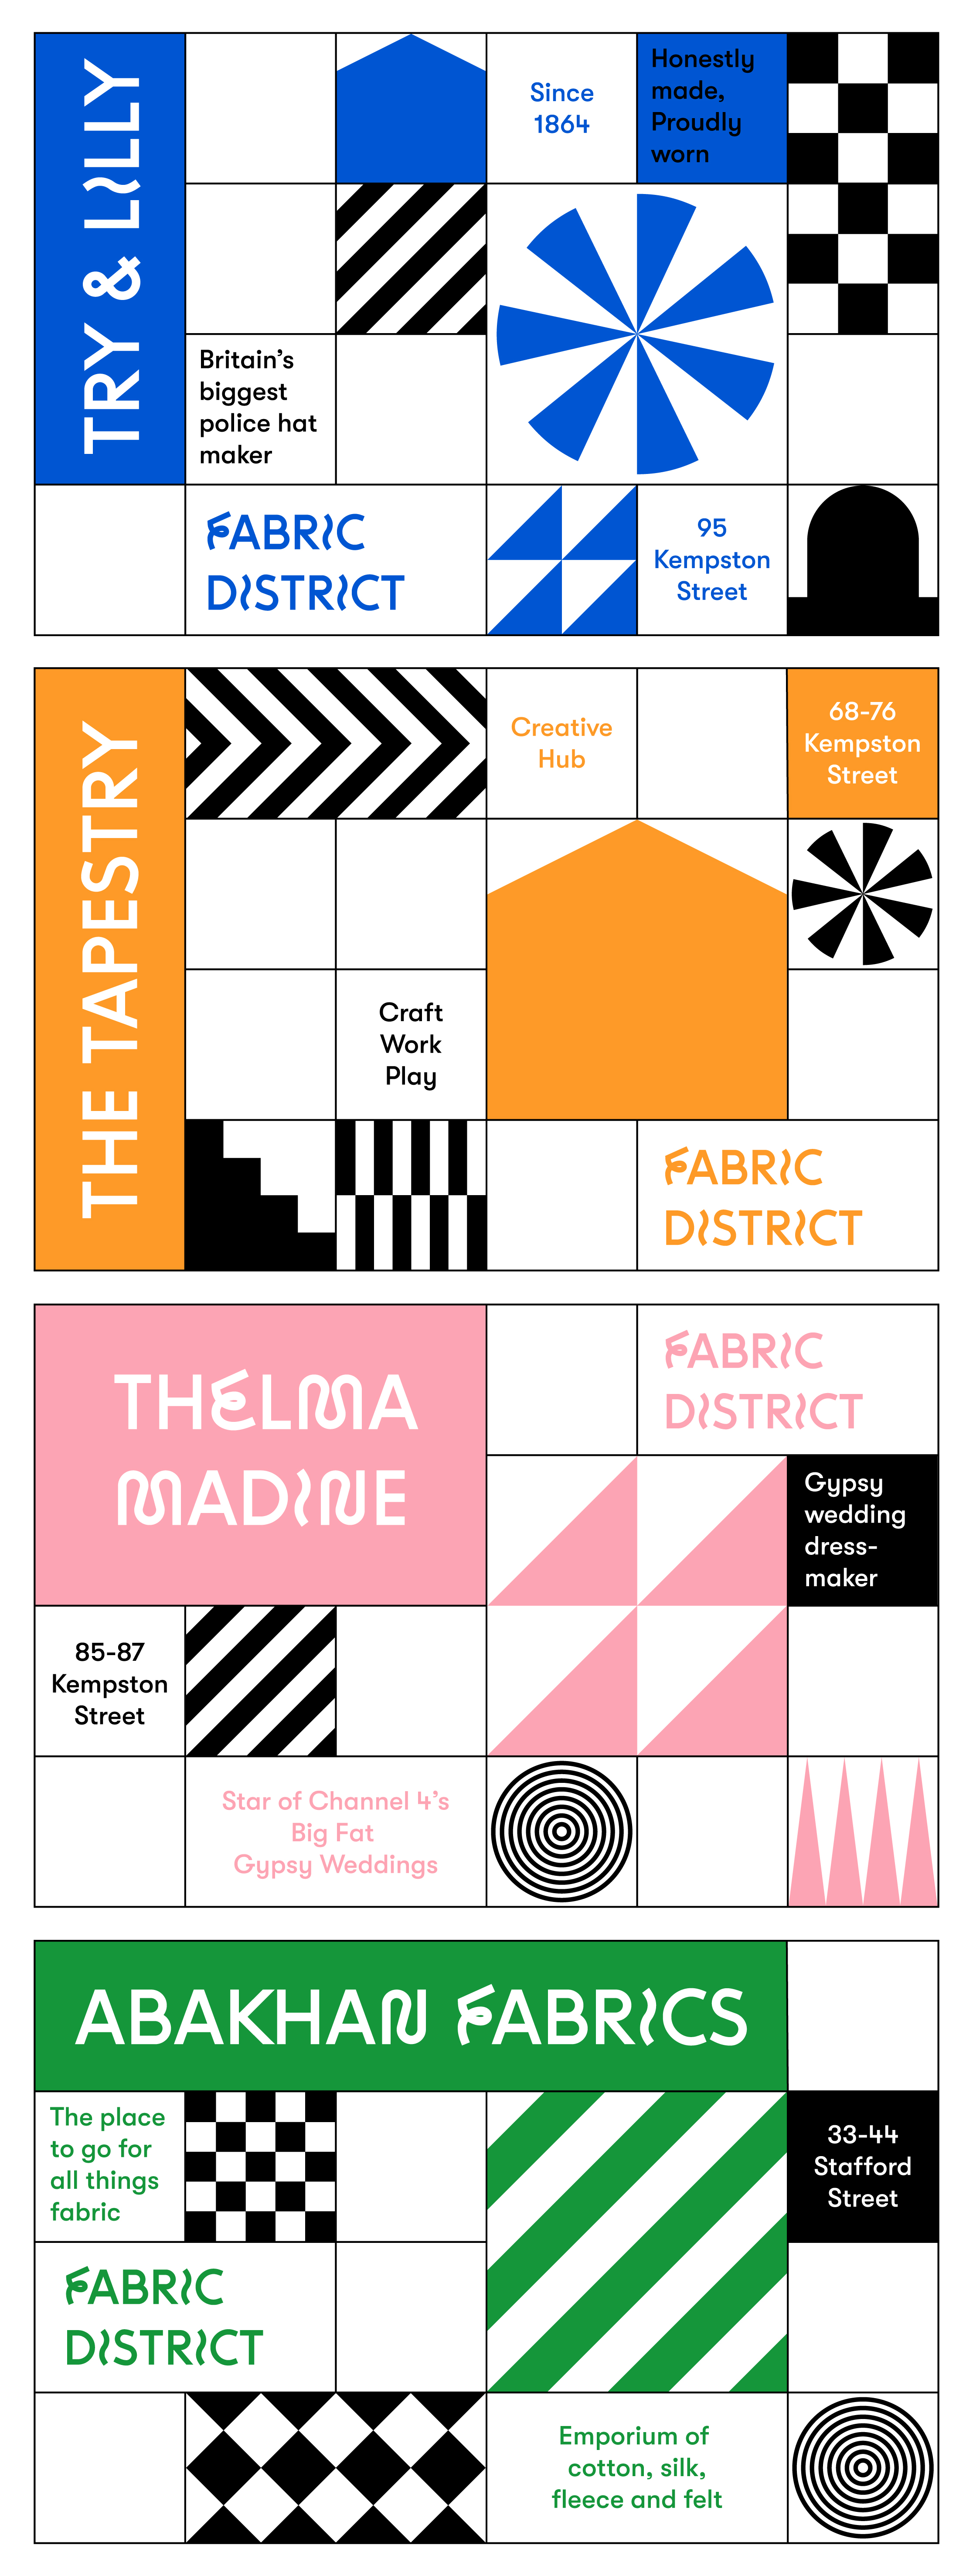 TRY & LILLY
Since
1864
Honestly
made,
Proudly
worn
Britain’s
biggest
police hat
maker
FABRIC
DISTRICT
95
Kempston
Street
THE TAPESTRY
Creative
Hub
68-76
Kempston
Street
Craft
Work
Play
FABRIC
DISTRICT
THELMA
MADINE
FABRIC
DISTRICT
Gypsy
wedding
dress-
maker
85-87
Kempston
Street
Star of Channel 4’s
Big Fat
Gypsy Weddings
ABAKHAN FABRICS
The place
to go for
all things
fabric
33-44
Stafford
Street
FABRIC
DISTRICT
Emporium of
cotton, silk,
fleece and felt